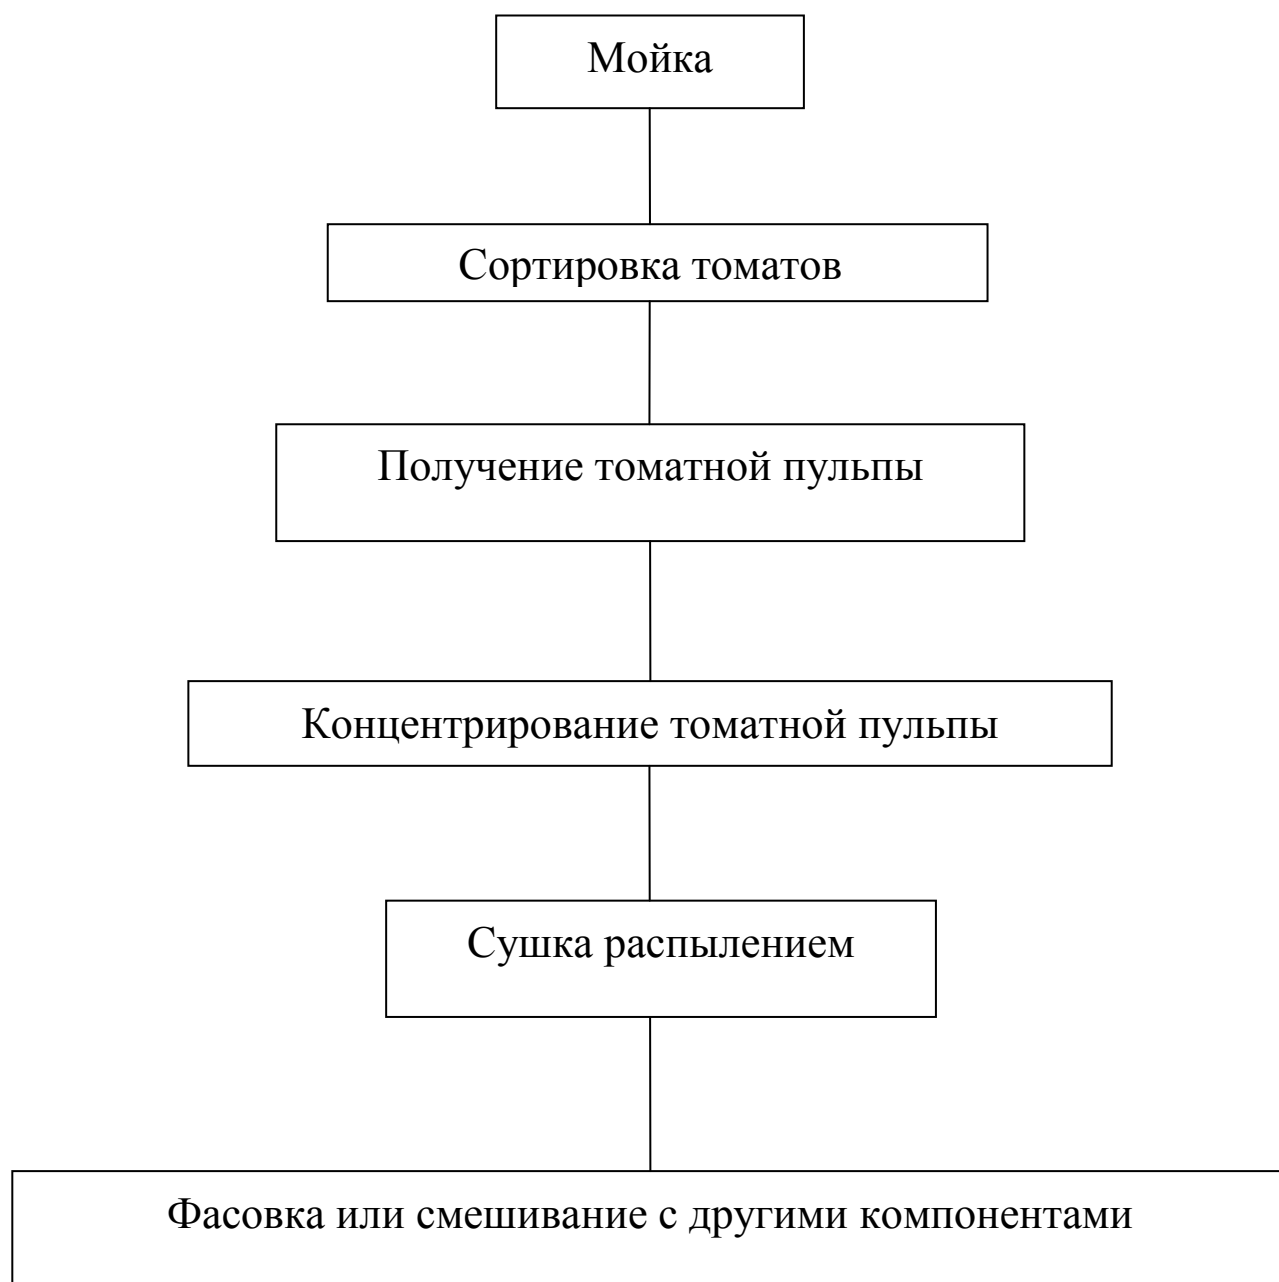 Мойка
Сортировка томатов
Получение томатной пульпы
Концентрирование томатной пульпы
Сушка распылением
Фасовка или смешивание с другими компонентами